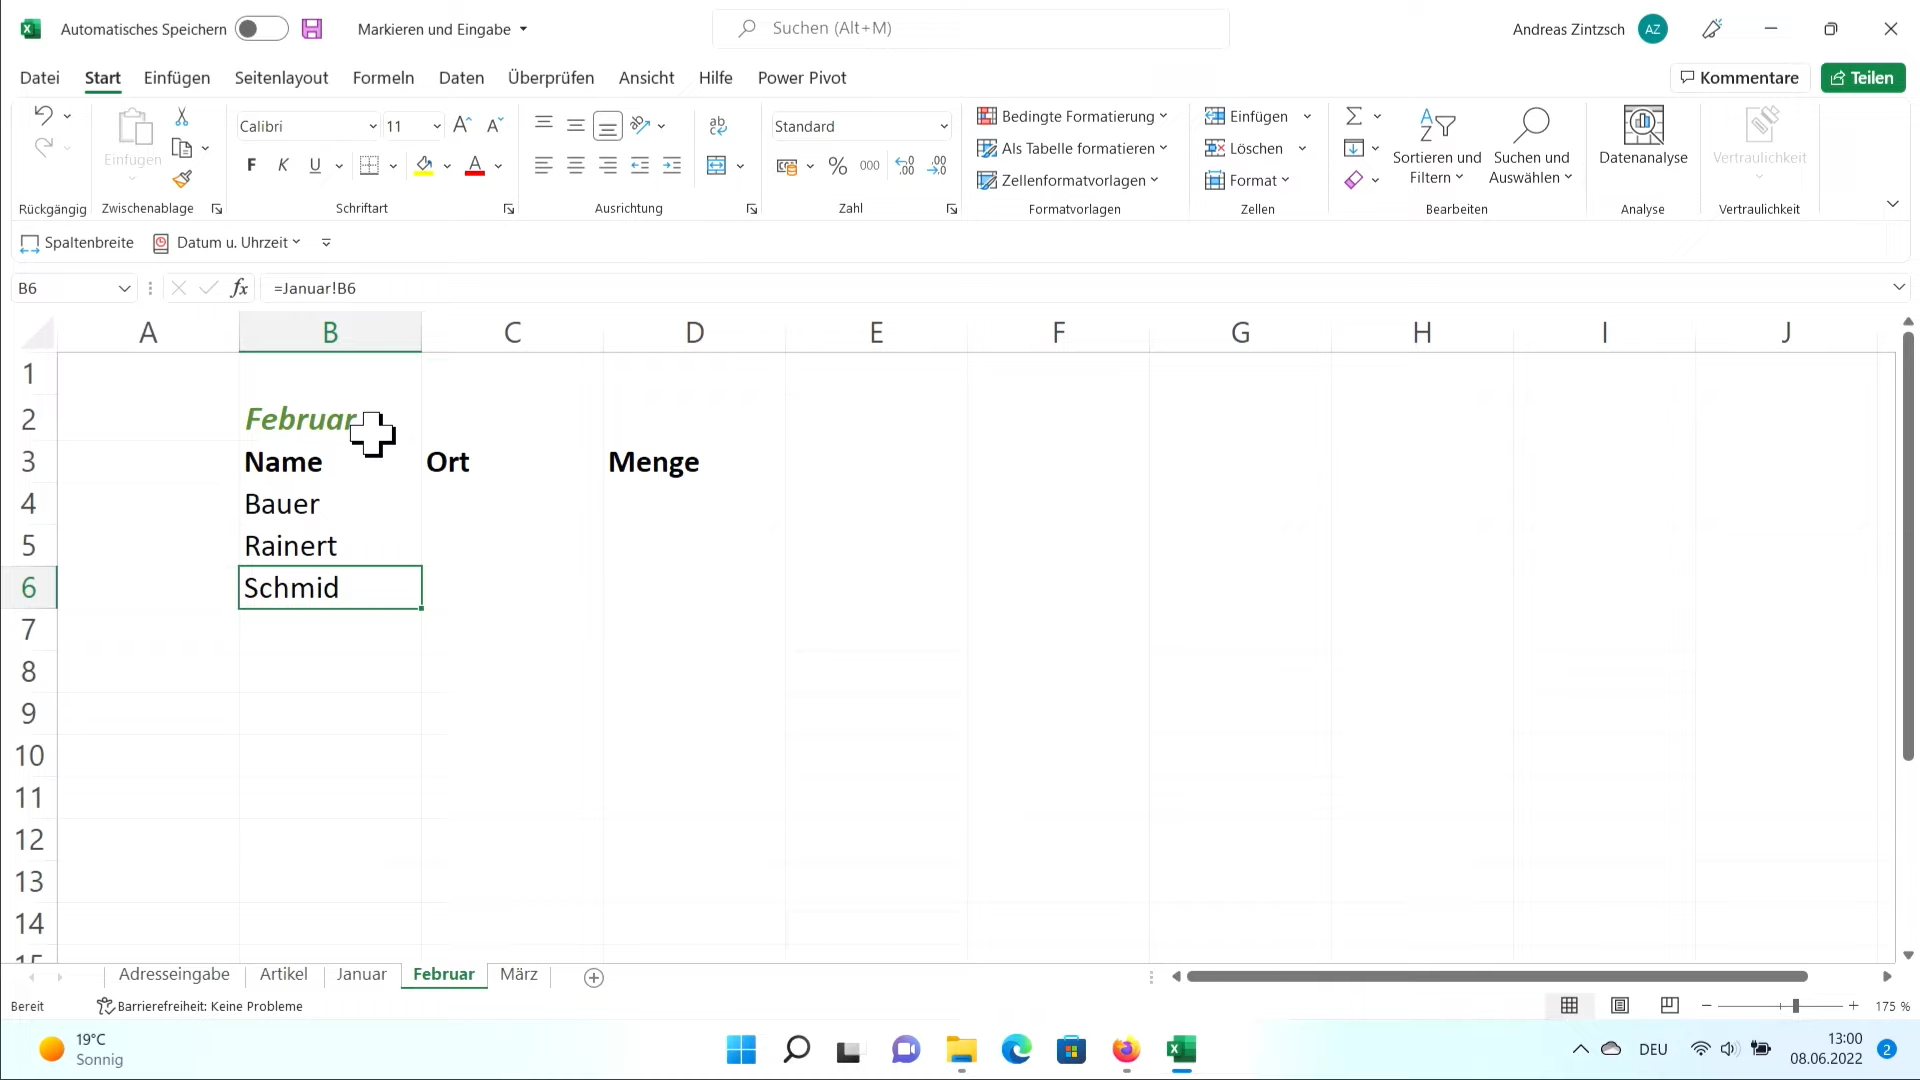 Automatisches Speichern
Markieren und Eingabe
Suchen (Alt+M)
Andreas Zintzsch
AZ
Datei Start Einfügen Seitenlayout Formeln Daten Überprüfen Ansicht Hilfe Power Pivot
Kommentare
Teilen
Einfügen
Calibri
11
ab
Standard
Bedingte Formatierung
Als Tabelle formatieren
Zellenformatvorlagen
Einfügen
Löschen
Format
Sortieren und
Filtern
Suchen und
Auswählen
Datenanalyse
Vertraulichkeit
F K U
% 000
Rückgängig Zwischenablage Schriftart Ausrichtung Zahl Formatvorlagen Zellen Bearbeiten Analyse Vertraulichkeit
Spaltenbreite Datum u. Uhrzeit
B6 fx =Januar!B6
A B C D E F G H I J
1
2 Februar
3 Name Ort Menge
4 Bauer
5 Rainert
6 Schmid
7
8
9
10
11
12
13
14
15
Adresseingabe Artikel Januar Februar März
Bereit Barrierefreiheit: Keine Probleme
175 %
19°C
Sonnig
DEU
13:00
08.06.2022
2